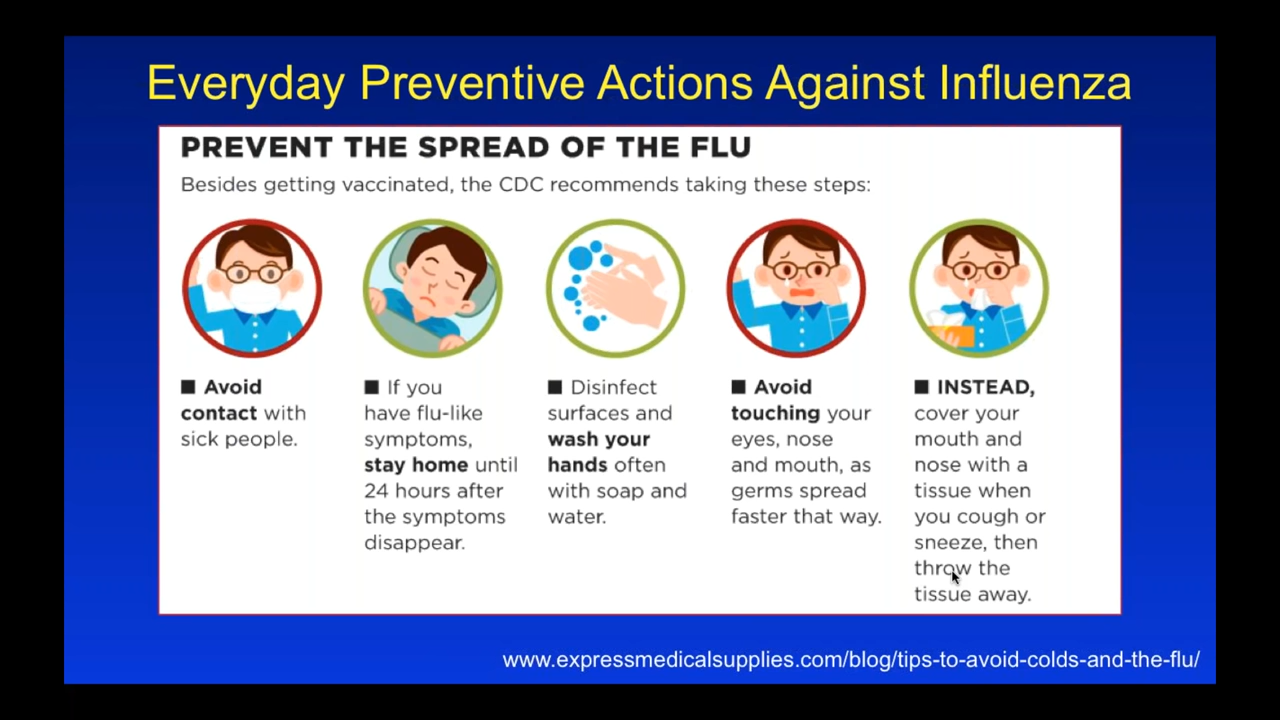 Everyday Preventive Actions Against Influenza
PREVENT THE SPREAD OF THE FLU
Besides getting vaccinated, the CDC recommends taking these steps:
■ Avoid
contact with
sick people.
■ If you
have flu-like
symptoms,
stay home until
24 hours after
the symptoms
disappear.
■ Disinfect
surfaces and
wash your
hands often
with soap and
water.
■ Avoid
touching your
eyes, nose
and mouth, as
germs spread
faster that way.
■ INSTEAD,
cover your
mouth and
nose with a
tissue when
you cough or
sneeze, then
throw the
tissue away.
www.expressmedicalsupplies.com/blog/tips-to-avoid-colds-and-the-flu/